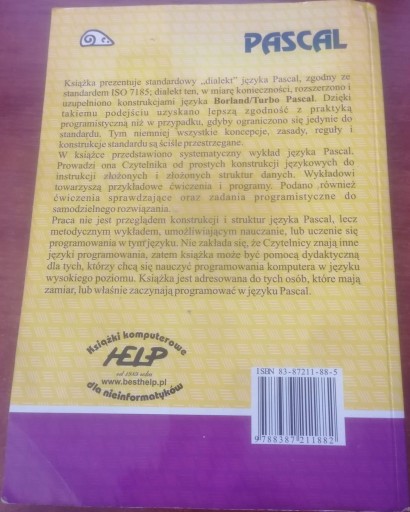 PASCAL
Książka prezentuje standardowy „dialekt” języka Pascal, zgodny ze
standardem ISO 7185; dialekt ten, w miarę konieczności, rozszerzono i
uzupełniono konstrukcjami języka Borland/Turbo Pascal. Dzięki
takiemu podejściu uzyskano lepszą zgodność z praktyką
programistyczną niż w przypadku, gdyby ograniczono się jedynie do
standardu. Tym niemniej wszystkie koncepcje, zasady, reguły i
konstrukcje standardu są ściśle przestrzegane.
W książce przedstawiono systematyczny wykład języka Pascal.
Prowadzi ona Czytelnika od prostych konstrukcji językowych do
instrukcji złożonych i złożonych struktur danych. Wykładowi
towarzyszą przykładowe ćwiczenia i programy. Podano również
ćwiczenia sprawdzające oraz zadania programistyczne do
samodzielnego rozwiązania.
Praca nie jest przeglądem konstrukcji i struktur języka Pascal, lecz
metodycznym wykładem, umożliwiającym nauczanie, lub uczenie się
programowania w tym języku. Nie zakłada się, że Czytelnicy znają inne
języki programowania, zatem książka może być pomocą dydaktyczną
dla tych, którzy chcą się nauczyć programowania komputera w języku
wysokiego poziomu. Książka jest adresowana do tych osób, które mają
zamiar, lub właśnie zaczynają programować w języku Pascal.
Książki komputerowe
HELP
od 1988 roku
www.besthelp.pl
dla nieinformatyków
ISBN 83-87211-88-5
9 788387 211882